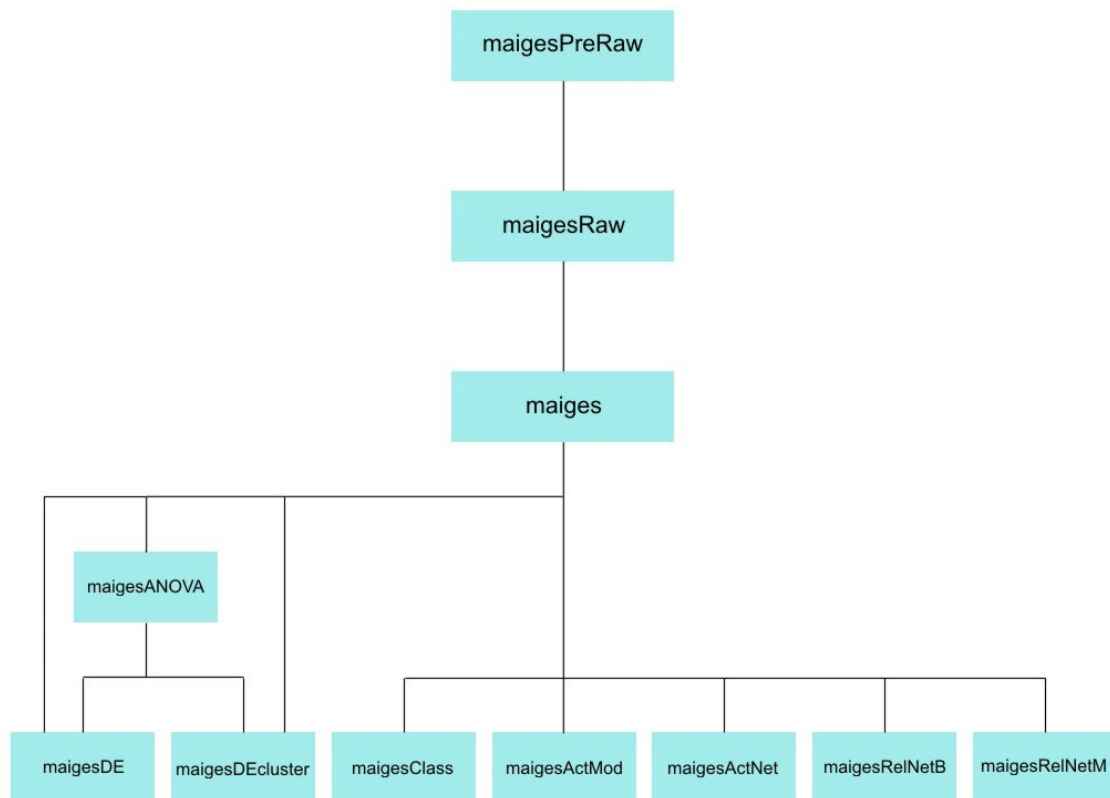 maigesPreRaw
maigesRaw
maiges
maigesANOVA
maigesDE
maigesDEcluster
maigesClass
maigesActMod
maigesActNet
maigesRelNetB
maigesRelNetM